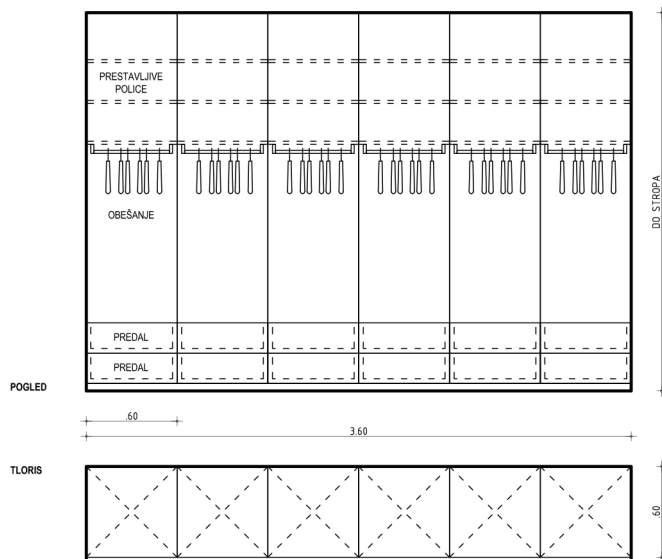 PRESTAVLJIVE
POLICE
OBEŠANJE
DO STROPA
PREDAL
PREDAL
POGLED
.60
3.60
TLORIS
.60